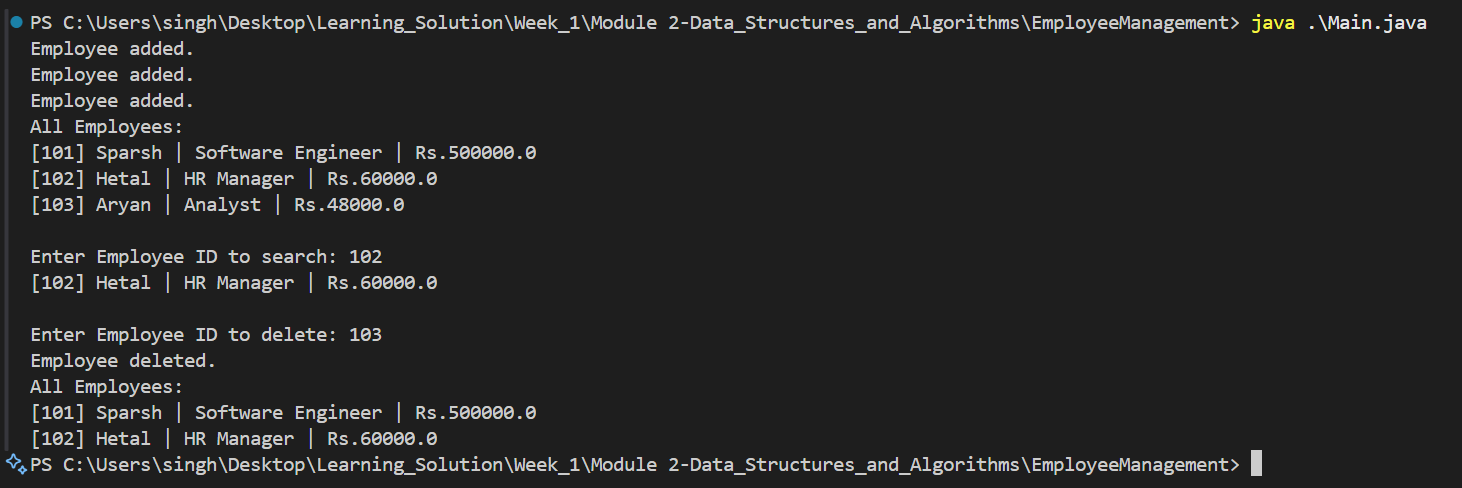 PS C:\Users\singh\Desktop\Learning_Solution\Week_1\Module 2-Data_Structures_and_Algorithms\EmployeeManagement> java .\Main.java
Employee added.
Employee added.
Employee added.
All Employees:
[101] Sparsh | Software Engineer | Rs.500000.0
[102] Hetal | HR Manager | Rs.60000.0
[103] Aryan | Analyst | Rs.48000.0
Enter Employee ID to search: 102
[102] Hetal | HR Manager | Rs.60000.0
Enter Employee ID to delete: 103
Employee deleted.
All Employees:
[101] Sparsh | Software Engineer | Rs.500000.0
[102] Hetal | HR Manager | Rs.60000.0
PS C:\Users\singh\Desktop\Learning_Solution\Week_1\Module 2-Data_Structures_and_Algorithms\EmployeeManagement>